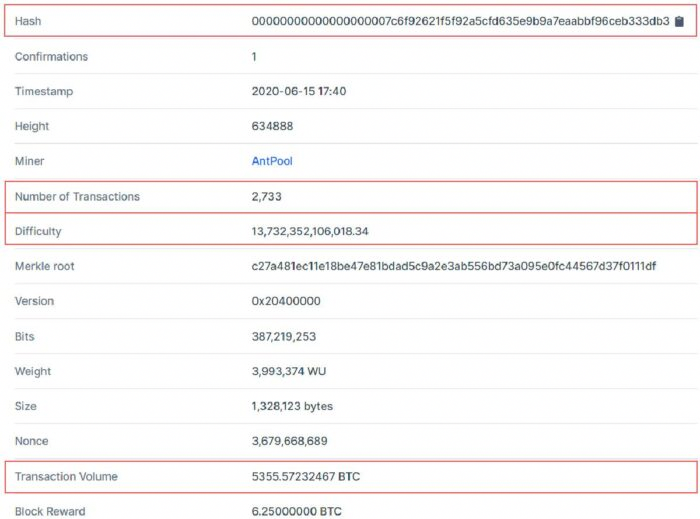 Hash 00000000000000000007c6f92621f5f92a5cfd635e9b9a7eaabbf96ceb333db3
Confirmations 1
Timestamp 2020-06-15 17:40
Height 634888
Miner AntPool
Number of Transactions 2,733
Difficulty 13,732,352,106,018.34
Merkle root c27a481ec11e18be47e81bdad5c9a2e3ab556bd73a095e0fc44567d37f0111df
Version 0x20400000
Bits 387,219,253
Weight 3,993,374 WU
Size 1,328,123 bytes
Nonce 3,679,668,689
Transaction Volume 5355.57232467 BTC
Block Reward 6.25000000 BTC